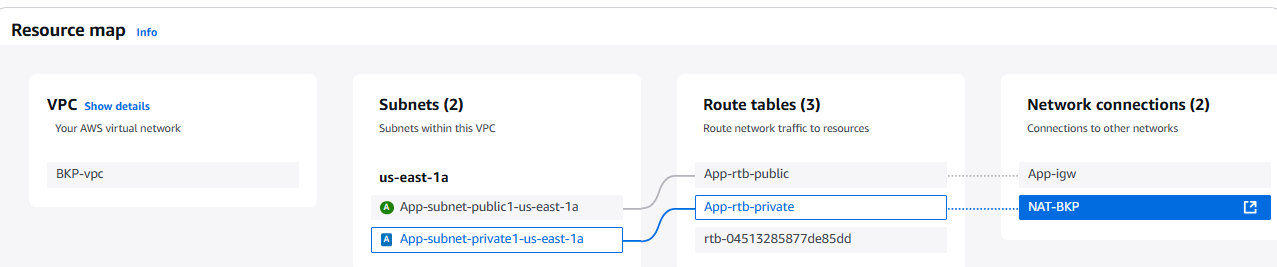 Resource map Info
VPC Show details
Your AWS virtual network
BKP-vpc
Subnets (2)
Subnets within this VPC
us-east-1a
A App-subnet-public1-us-east-1a
A App-subnet-private1-us-east-1a
Route tables (3)
Route network traffic to resources
App-rtb-public
App-rtb-private
rtb-04513285877de85dd
Network connections (2)
Connections to other networks
App-igw
NAT-BKP